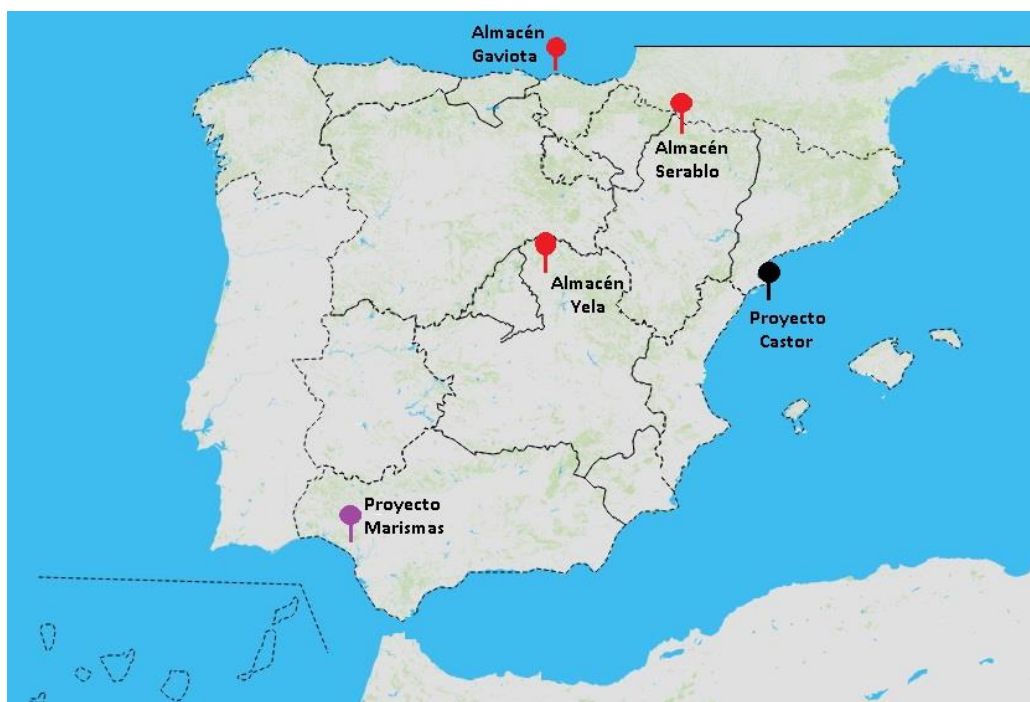 Almacén
Gaviota
Almacén
Serablo
Almacén
Yela
Proyecto
Castor
Proyecto
Marismas